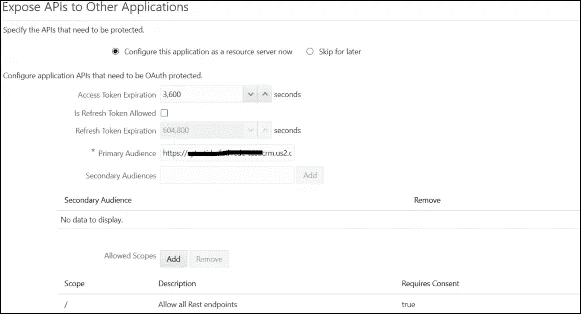 Expose APIs to Other Applications
Specify the APIs that need to be protected.
Configure this application as a resource server now Skip for later
Configure application APIs that need to be OAuth protected.
Access Token Expiration 3,600 seconds
Is Refresh Token Allowed
Refresh Token Expiration 604,800 seconds
* Primary Audience https:// crm.us2.c
Secondary Audiences Add
Secondary Audience Remove
No data to display.
Allowed Scopes Add Remove
Scope Description Requires Consent
/ Allow all Rest endpoints true